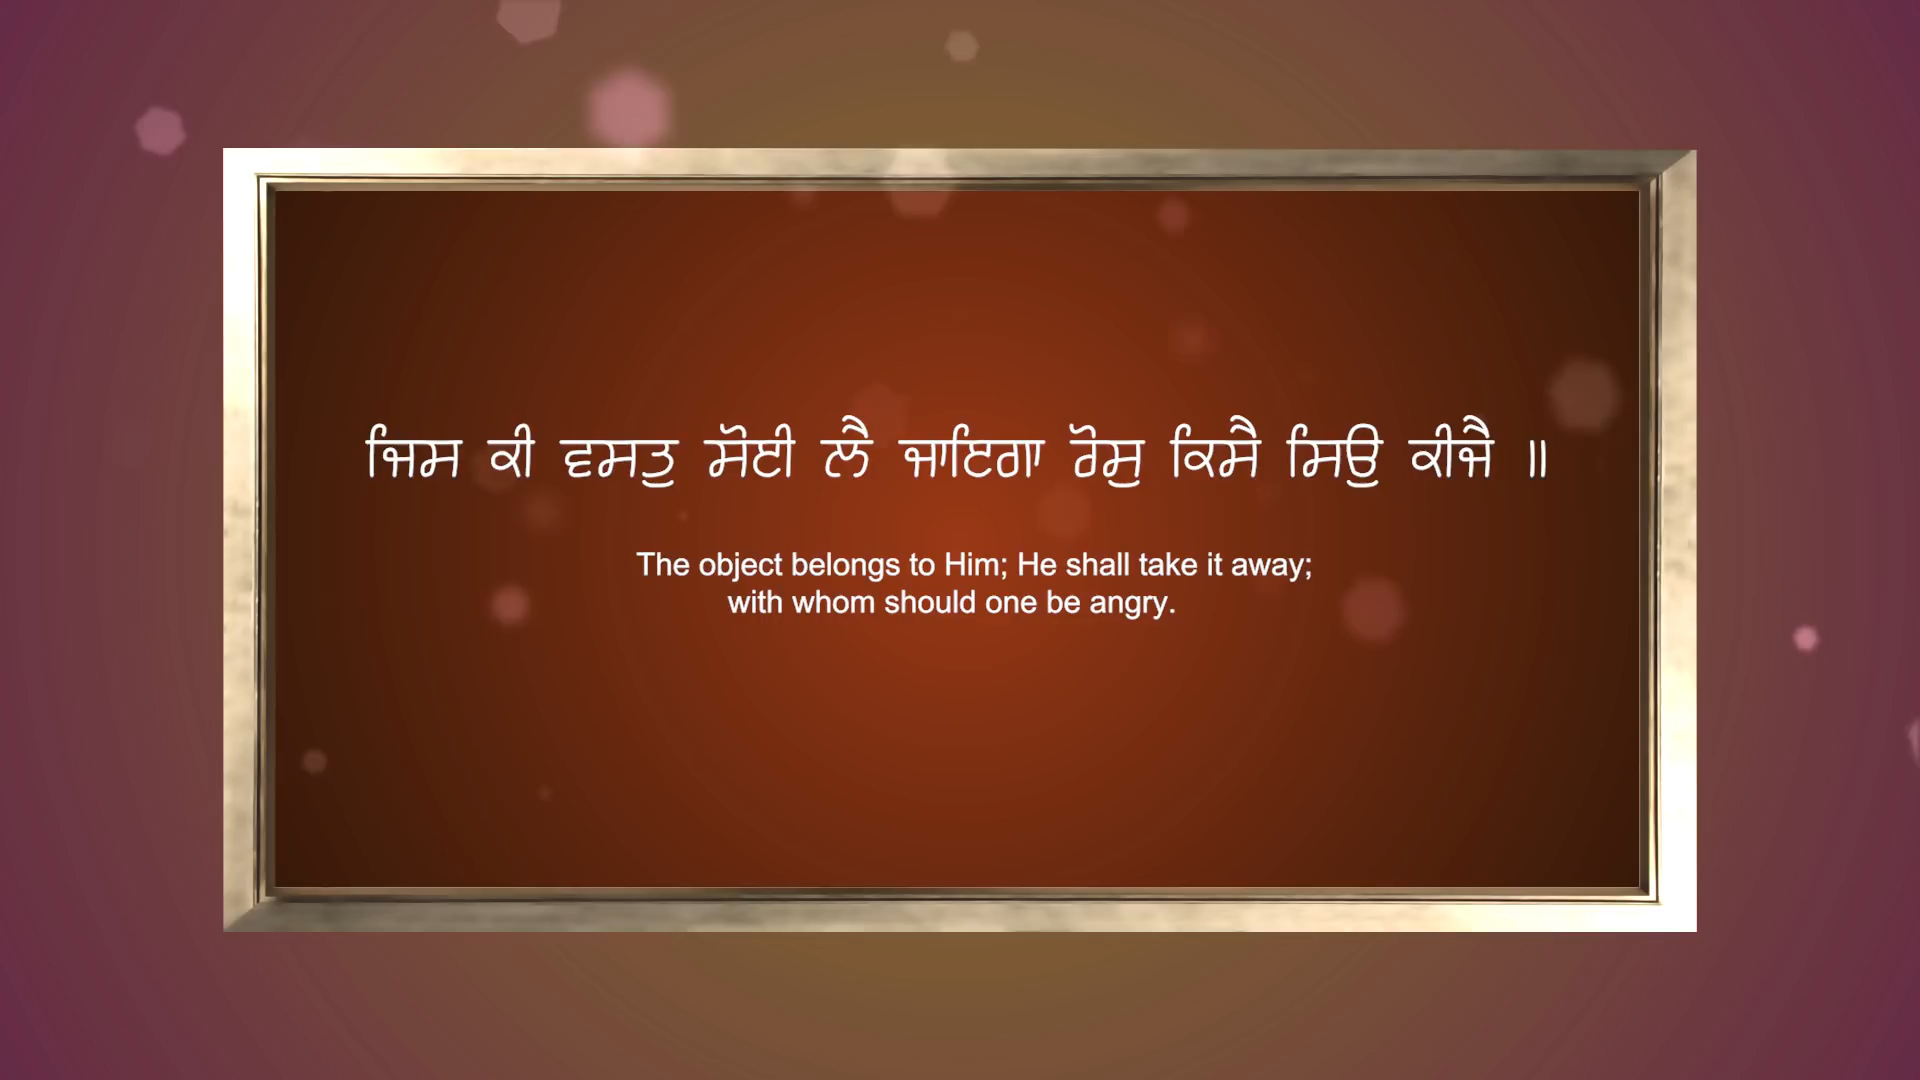 ਜਿਸ ਕੀ ਵਸਤੁ ਸੋਈ ਲੈ ਜਾਇਗਾ ਰੋਸੁ ਕਿਸੈ ਸਿਉ ਕੀਜੈ ॥
The object belongs to Him; He shall take it away;
with whom should one be angry.